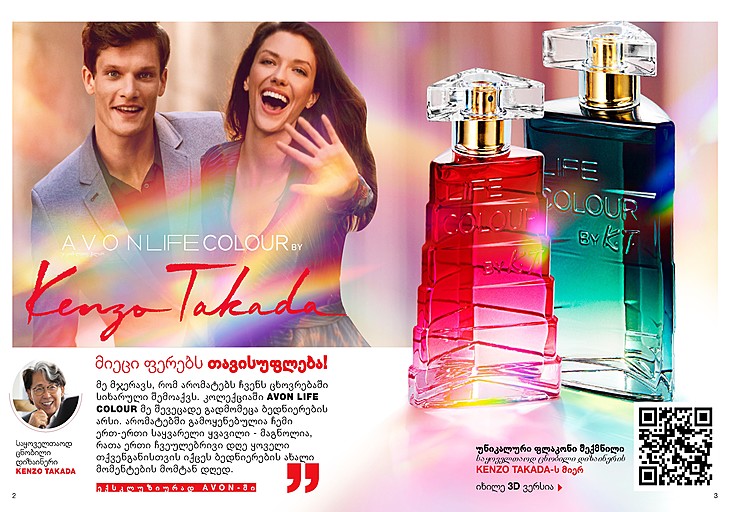 AVON LIFE COLOUR BY
Kenzo Takada
LIFE
COLOUR
BY K.T.
LIFE
COLOUR
BY K.T.
მიეცი ფერებს თავისუფლება!
მე მჯერავს, რომ არომატებს ჩვენს ცხოვრებაში
სიხარული შემოაქვს. კოლექციაში AVON LIFE
COLOUR მე შევეცადე გადმომეცა ბედნიერების
არსი. არომატებში გამოყენებულია ჩემი
ერთ-ერთი საყვარელი ყვავილი - მაგნოლია,
რათა ერთი ჩვეულებრივი დღე ყოველი
თქვენგანისთვის იქცეს ბედნიერების ახალი
მომენტების მომტან დღედ.
ექსკლუზიურად AVON-ში
საყოველთაოდ
ცნობილი
დიზაინერი
KENZO TAKADA
უნიკალური ფლაკონი შექმნილი
საყოველთაოდ ცნობილი დიზაინერის
KENZO TAKADA-ს მიერ
იხილე 3D ვერსია
2
3